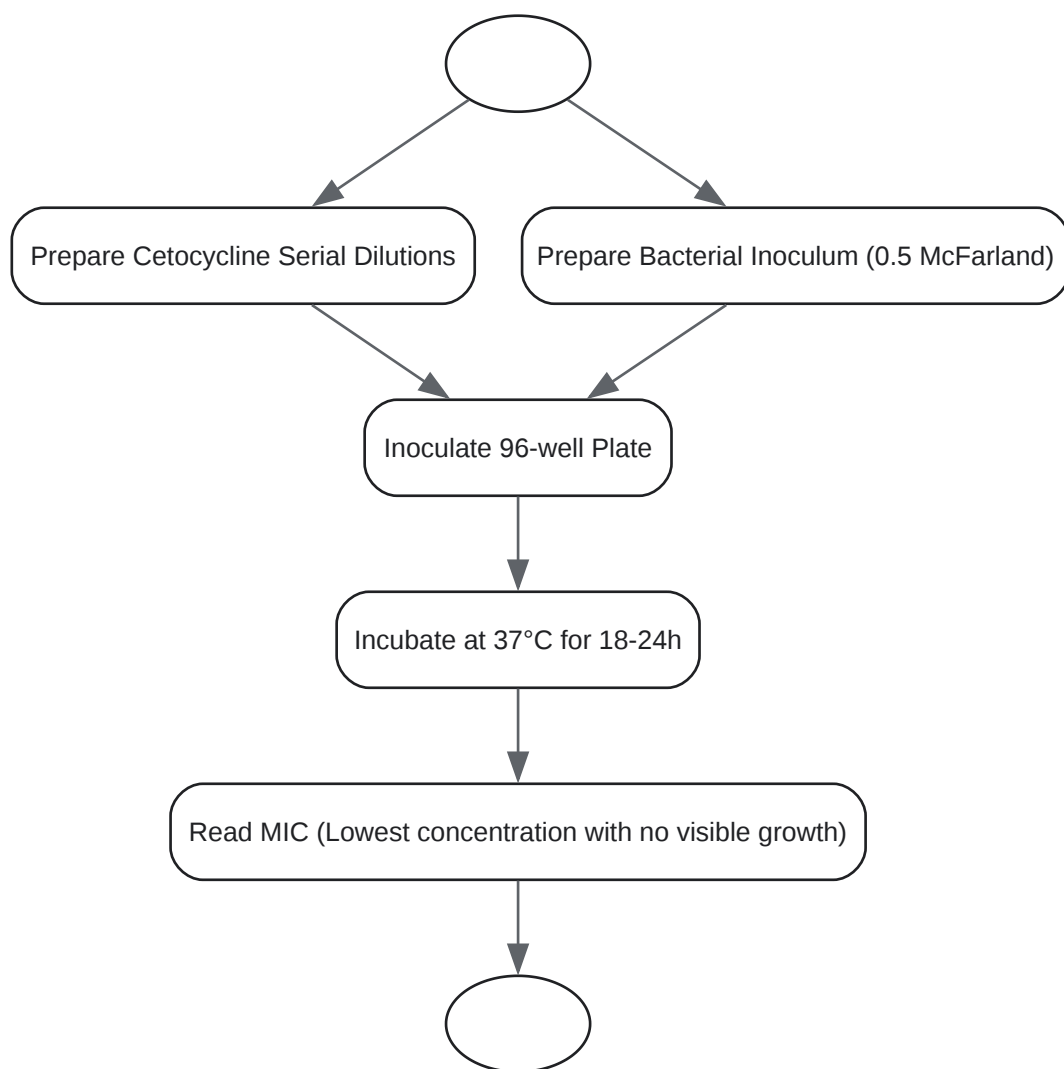 Prepare Cetocycline Serial Dilutions
Prepare Bacterial Inoculum (0.5 McFarland)
Inoculate 96-well Plate
Incubate at 37°C for 18-24h
Read MIC (Lowest concentration with no visible growth)